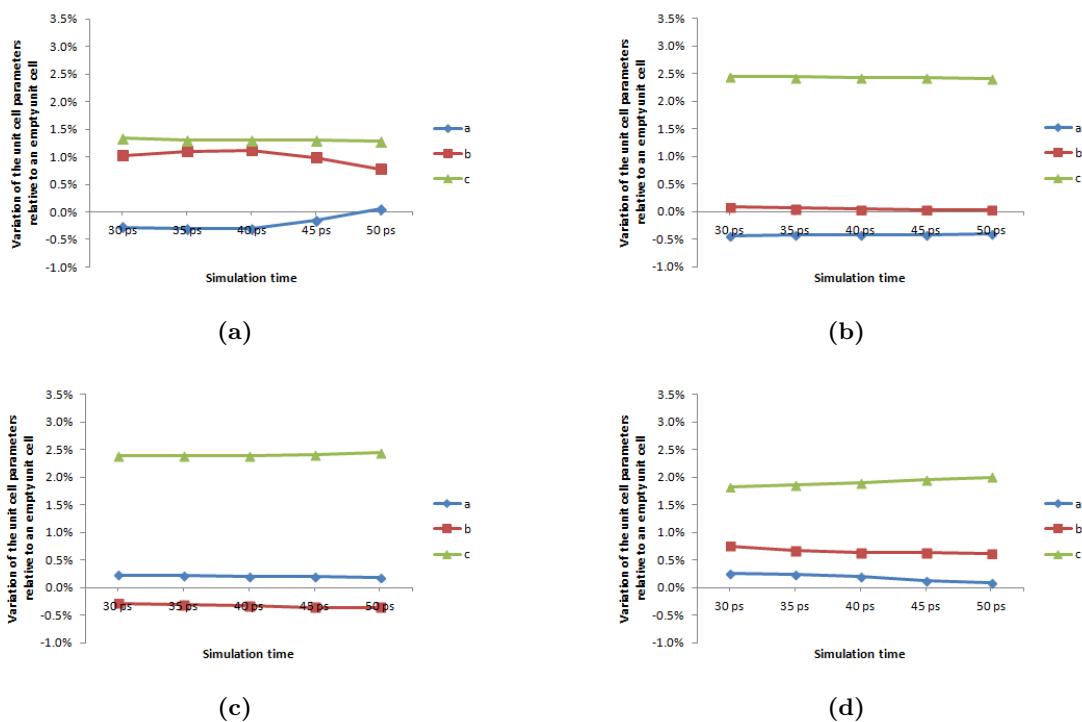 Variation of the unit cell parameters
relative to an empty unit cell
3.5%
3.0%
2.5%
2.0%
1.5%
1.0%
0.5%
0.0%
-0.5%
-1.0%
30 ps 35 ps 40 ps 45 ps 50 ps
Simulation time
a
b
c
(a)
Variation of the unit cell parameters
relative to an empty unit cell
3.5%
3.0%
2.5%
2.0%
1.5%
1.0%
0.5%
0.0%
-0.5%
-1.0%
30 ps 35 ps 40 ps 45 ps 50 ps
Simulation time
a
b
c
(b)
Variation of the unit cell parameters
relative to an empty unit cell
3.5%
3.0%
2.5%
2.0%
1.5%
1.0%
0.5%
0.0%
-0.5%
-1.0%
30 ps 35 ps 40 ps 45 ps 50 ps
Simulation time
a
b
c
(c)
Variation of the unit cell parameters
relative to an empty unit cell
3.5%
3.0%
2.5%
2.0%
1.5%
1.0%
0.5%
0.0%
-0.5%
-1.0%
30 ps 35 ps 40 ps 45 ps 50 ps
Simulation time
a
b
c
(d)